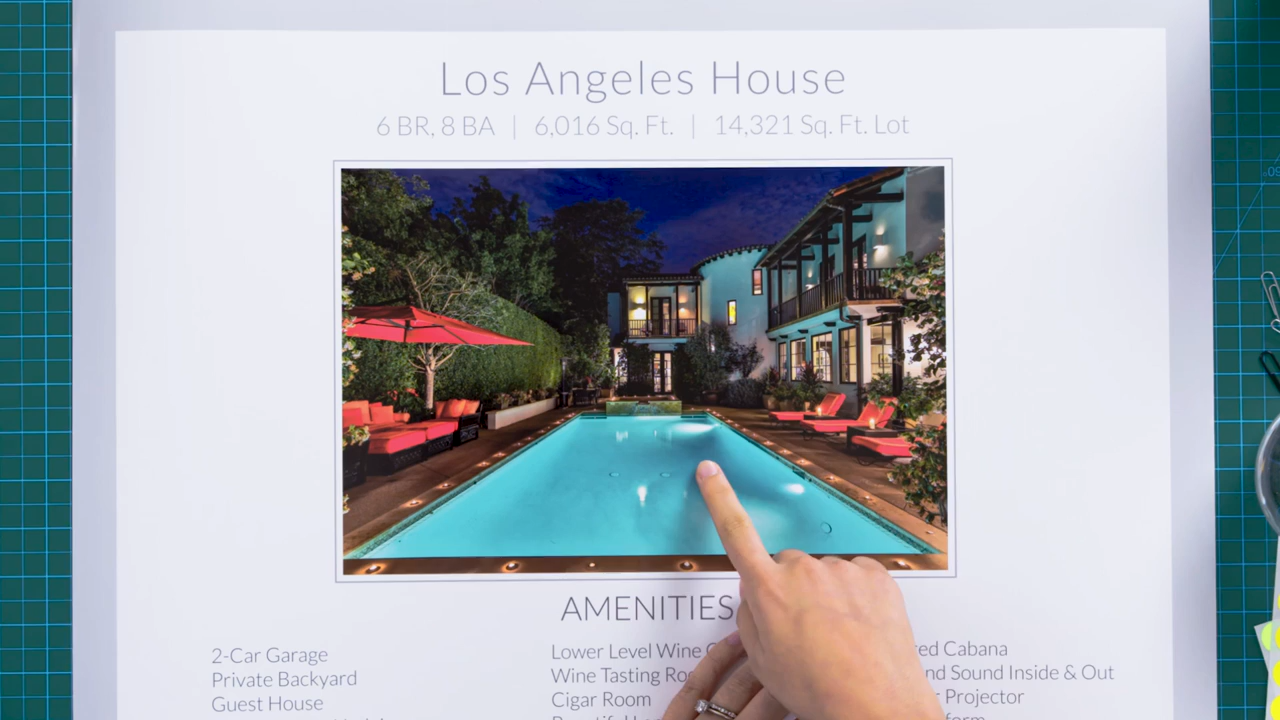 Los Angeles House
6 BR, 8 BA | 6,016 Sq. Ft. | 14,321 Sq. Ft. Lot
AMENITIES
2-Car Garage
Private Backyard
Guest House
Lower Level Wine
Wine Tasting
Cigar Room
Cabana
Sound Inside & Out
Projector